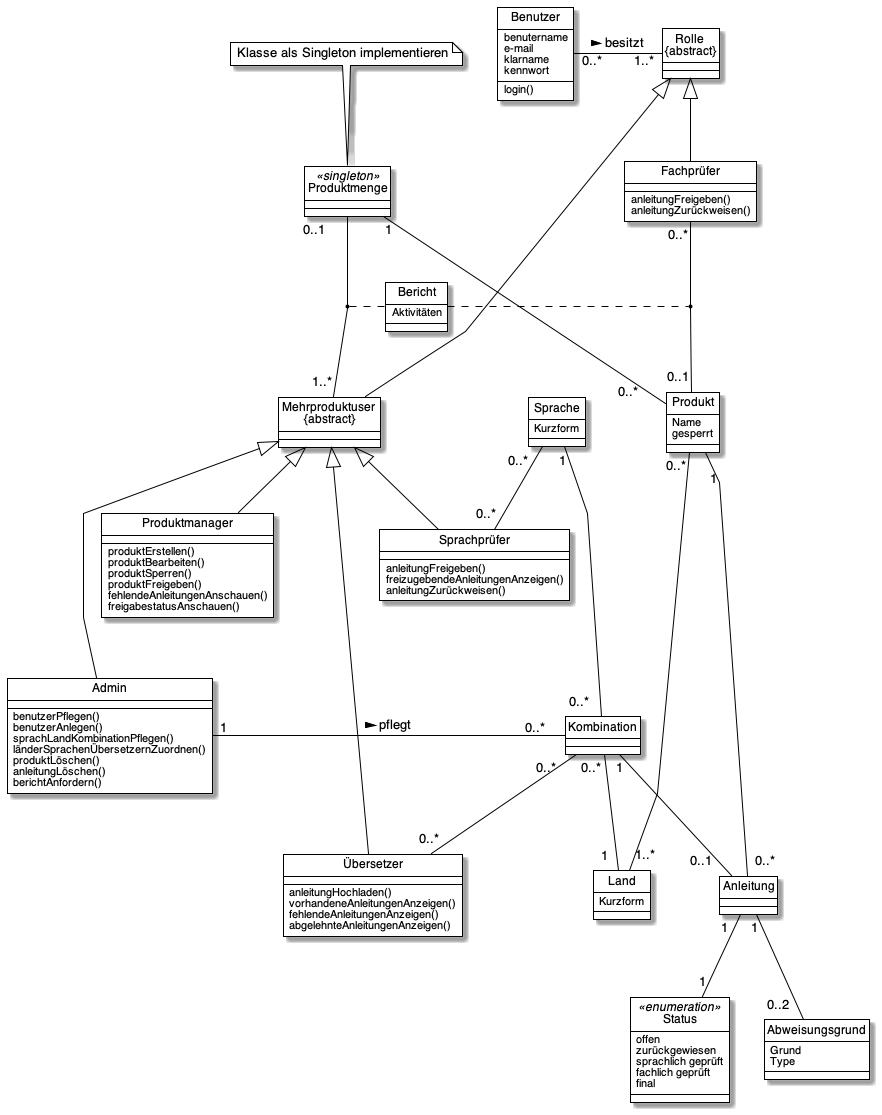 Benutzer
benutername
e-mail
klarname
kennwort
login()
besitzt
0..*
1..*
Rolle
{abstract}
Klasse als Singleton implementieren
«singleton»
Produktmenge
0..1
1
Fachprüfer
anleitungFreigeben()
anleitungZurückweisen()
0..*
Bericht
Aktivitäten
1..*
0..*
0..1
Mehrproduktuser
{abstract}
Sprache
Kurzform
Produkt
Name
gesperrt
0..*
1
0..*
1
0..*
Produktmanager
produktErstellen()
produktBearbeiten()
produktSperren()
produktFreigeben()
fehlendeAnleitungenAnschauen()
freigabestatusAnschauen()
Sprachprüfer
anleitungFreigeben()
freizugebendeAnleitungenAnzeigen()
anleitungZurückweisen()
Admin
benutzerPflegen()
benutzerAnlegen()
sprachLandKombinationPflegen()
länderSprachenÜbersetzernZuordnen()
produktLöschen()
anleitungLöschen()
berichtAnfordern()
1
pflegt
0..*
0..*
Kombination
0..*
0..*
1
0..*
Übersetzer
anleitungHochladen()
vorhandeneAnleitungenAnzeigen()
fehlendeAnleitungenAnzeigen()
abgelehnteAnleitungenAnzeigen()
1
1..*
0..1
0..*
Land
Kurzform
Anleitung
1
1
1
0..2
«enumeration»
Status
offen
zurückgewiesen
sprachlich geprüft
fachlich geprüft
final
Abweisungsgrund
Grund
Type